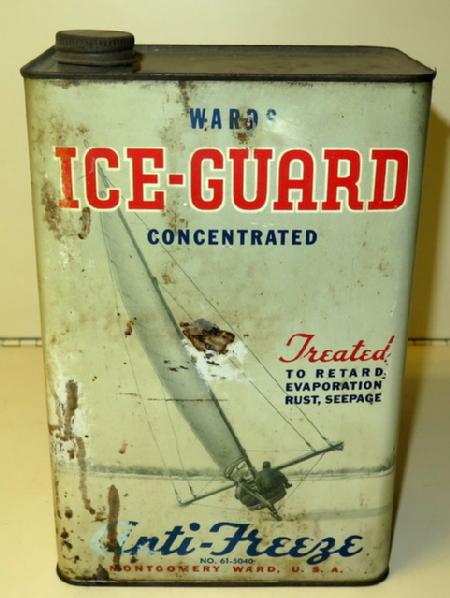 WARDS
ICE-GUARD
CONCENTRATED
Treated
TO RETARD
EVAPORATION
RUST, SEEPAGE
Anti-Freeze
NO. 61-5040
MONTGOMERY WARD, U.S.A.